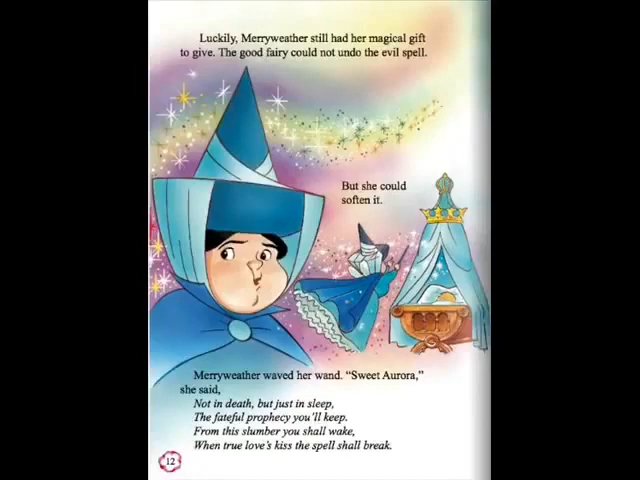 Luckily, Merryweather still had her magical gift
to give. The good fairy could not undo the evil spell.
But she could
soften it.
Merryweather waved her wand. “Sweet Aurora,”
she said,
Not in death, but just in sleep,
The fateful prophecy you’ll keep.
From this slumber you shall wake,
When true love’s kiss the spell shall break.
12